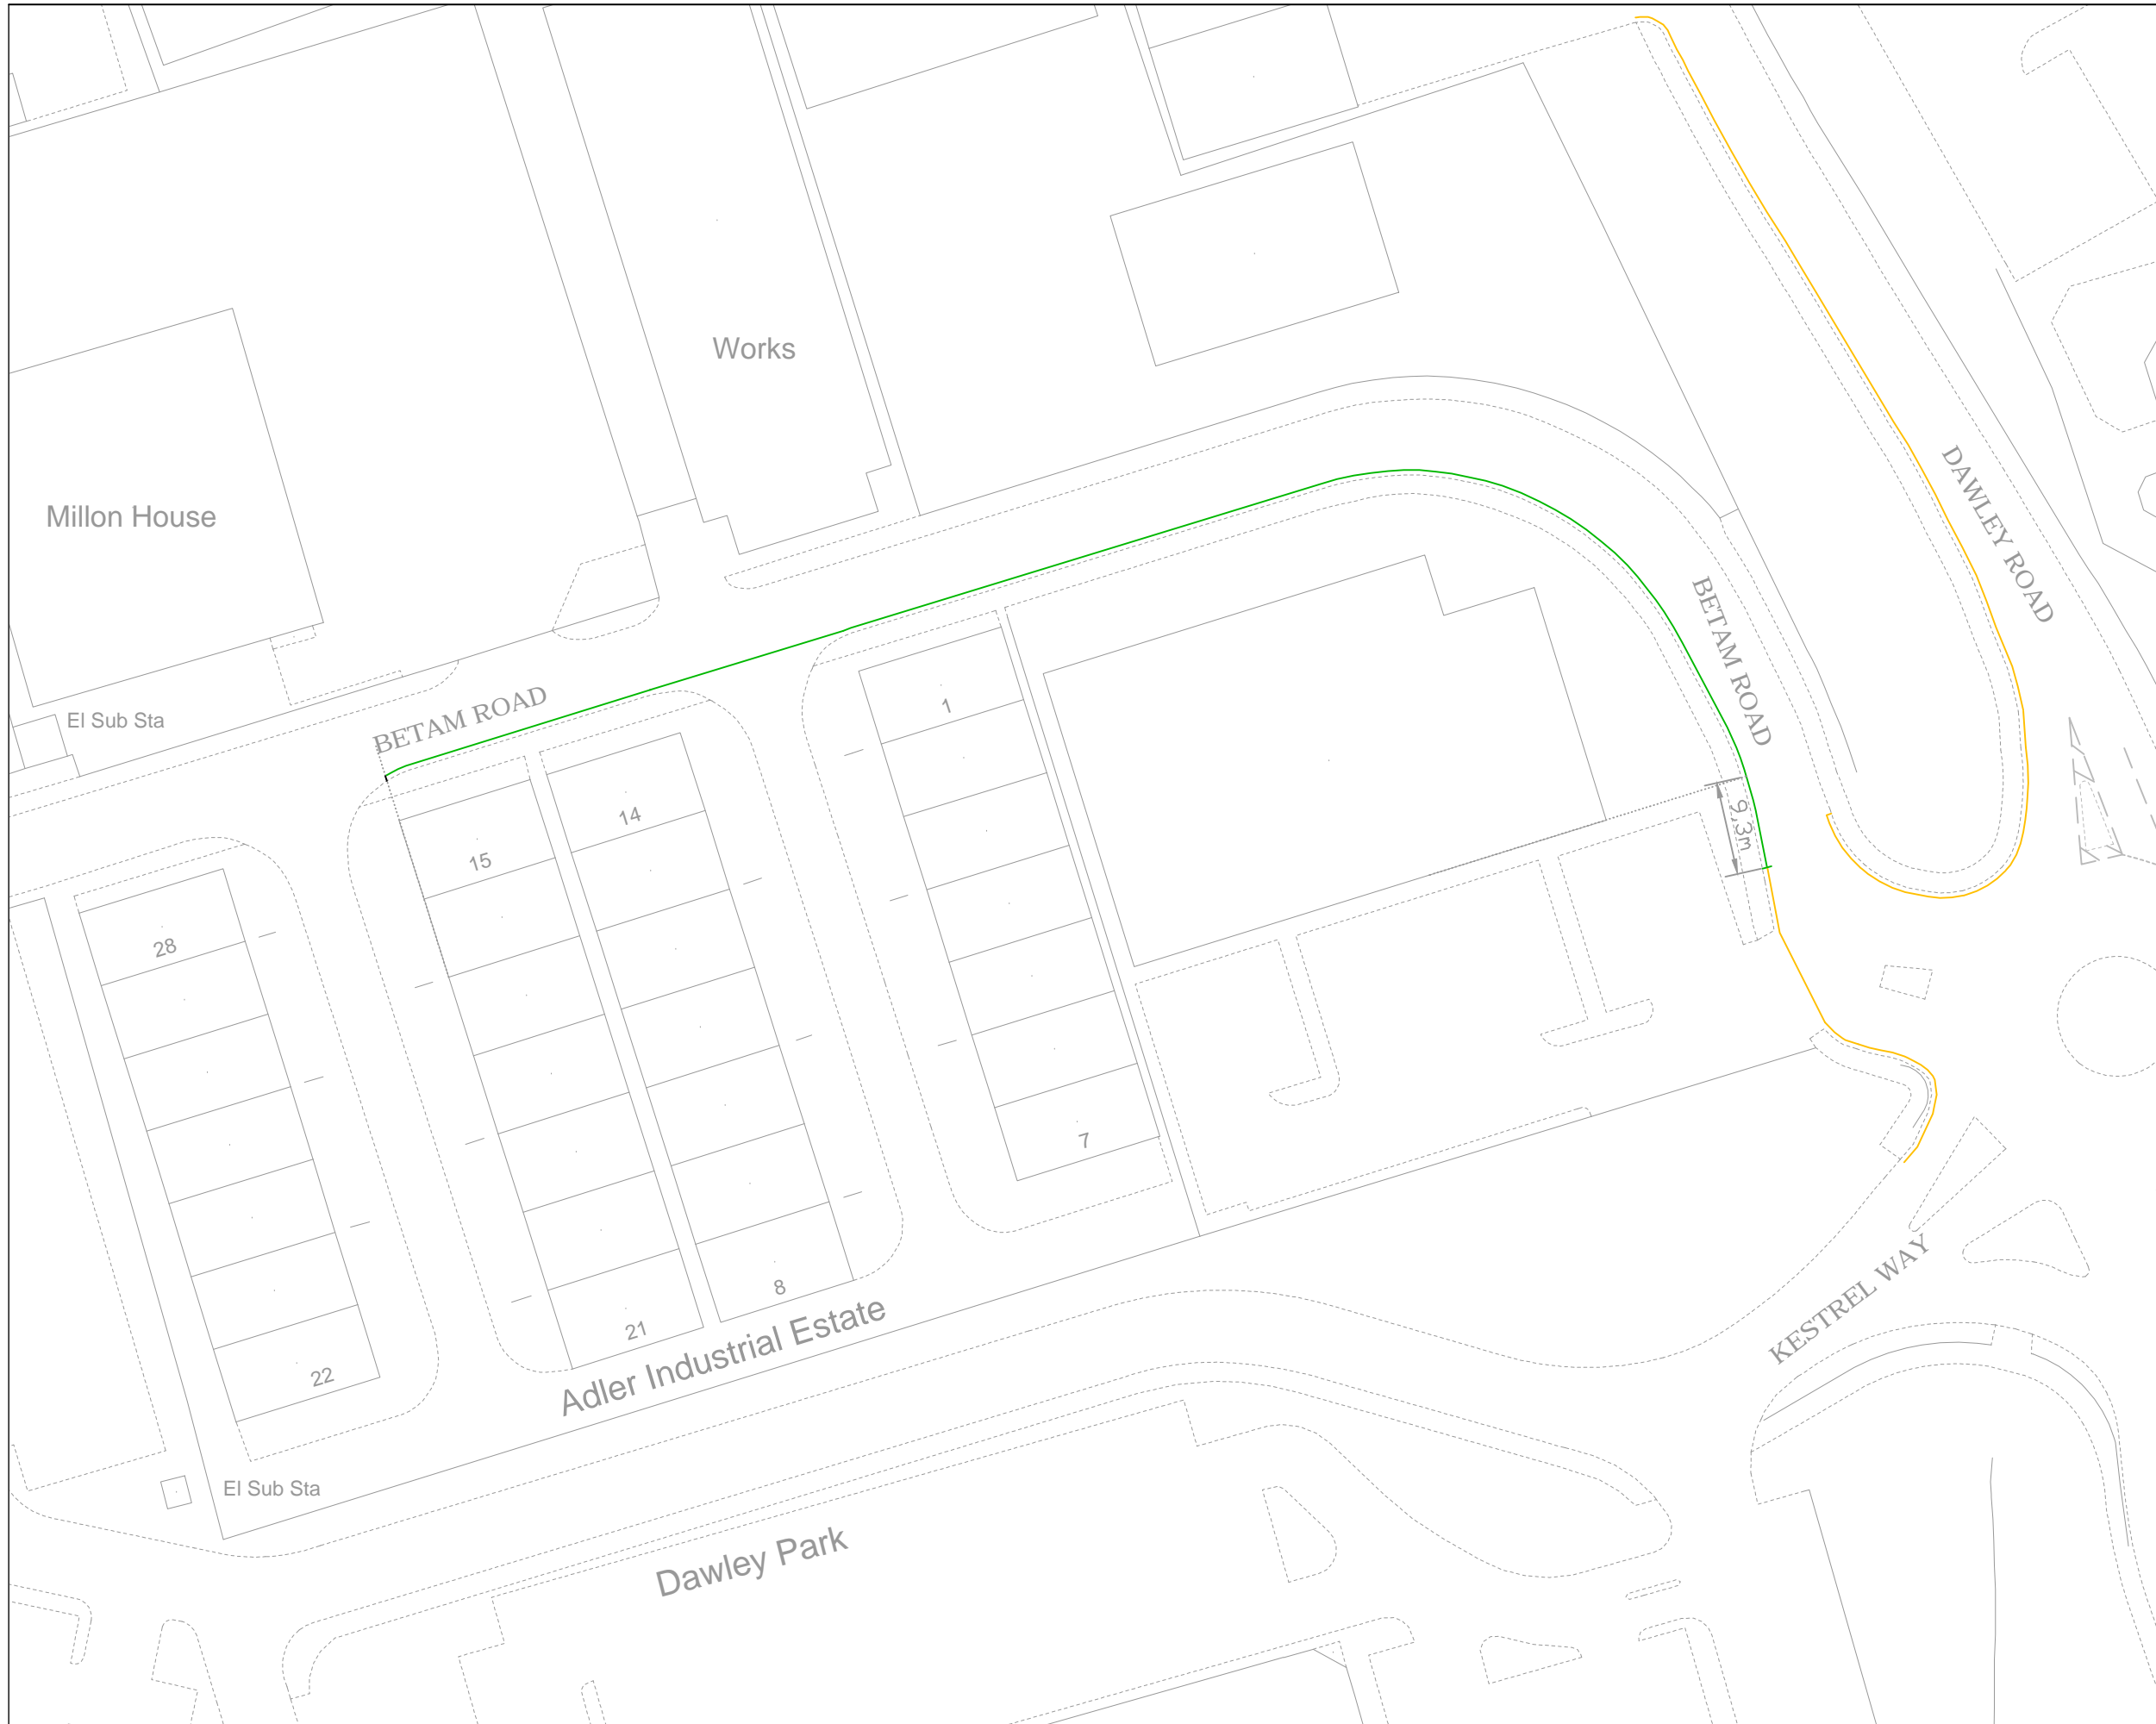 Works
Millon House
DAWLEY ROAD
BETAM ROAD
BETAM ROAD
El Sub Sta
1
14
15
9.3m
28
7
8
21
22
Adler Industrial Estate
KESTREL WAY
El Sub Sta
Dawley Park